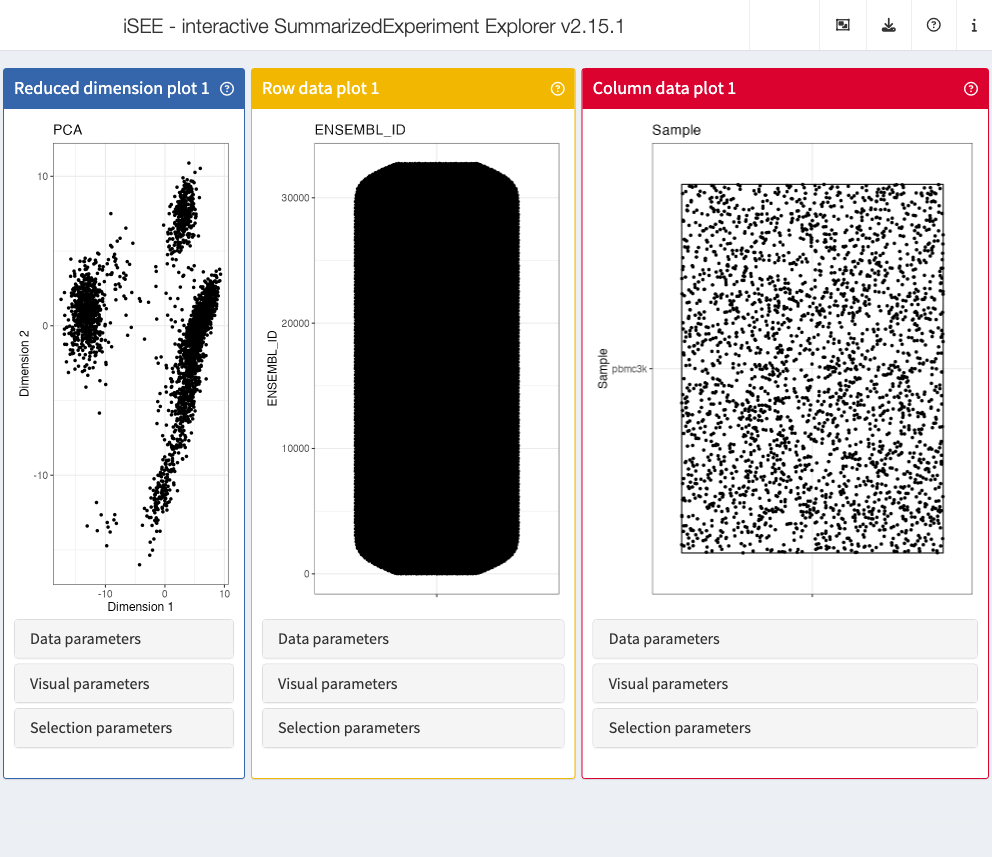 iSEE - interactive SummarizedExperiment Explorer v2.15.1
Reduced dimension plot 1
PCA
10
0
-10
Dimension 2
-10 0 10
Dimension 1
Data parameters
Visual parameters
Selection parameters
Row data plot 1
ENSEMBL_ID
30000
20000
10000
0
ENSEMBL_ID
Data parameters
Visual parameters
Selection parameters
Column data plot 1
Sample
Sample
pbmc3k
Data parameters
Visual parameters
Selection parameters